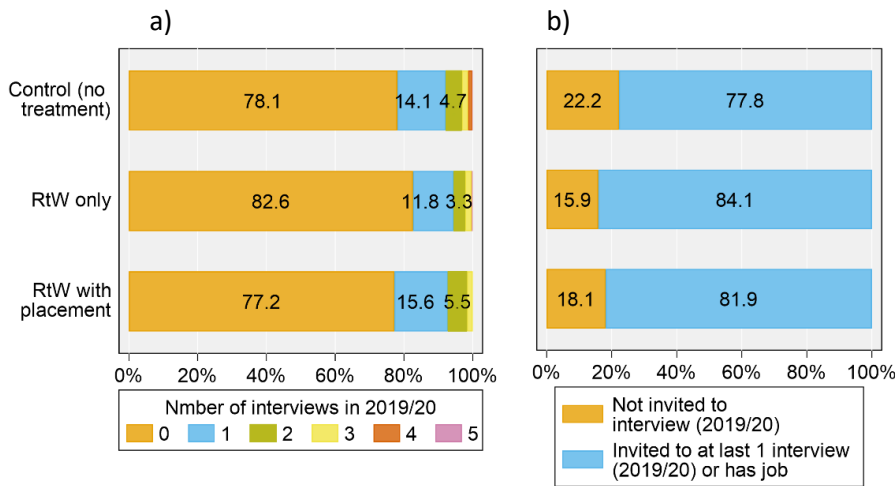 a)
Control (no
treatment)
78.1 14.1 4.7
RtW only
82.6 11.8 3.3
RtW with
placement
77.2 15.6 5.5
0% 20% 40% 60% 80% 100%
Nmber of interviews in 2019/20
0 1 2 3 4 5
b)
22.2 77.8
15.9 84.1
18.1 81.9
0% 20% 40% 60% 80% 100%
Not invited to
interview (2019/20)
Invited to at last 1 interview
(2019/20) or has job